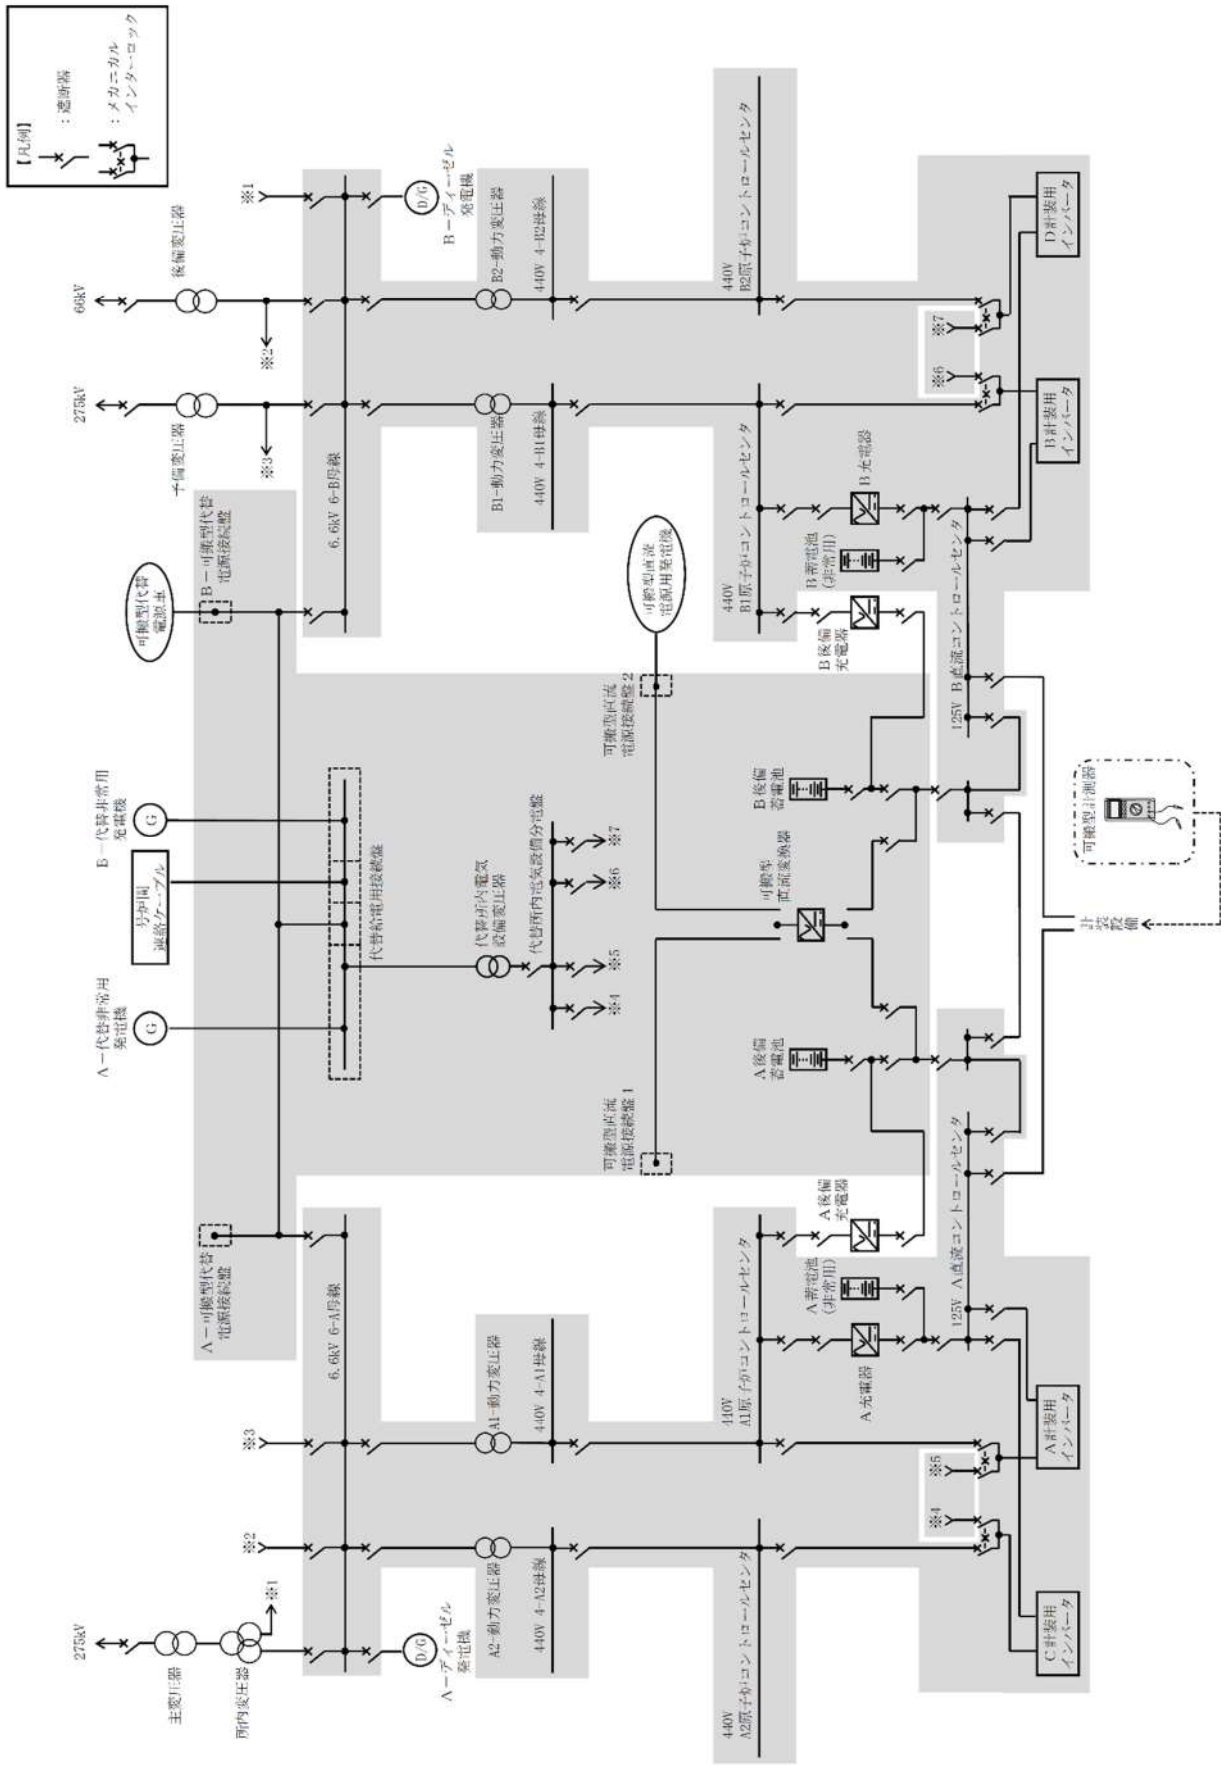 【凡例】
：遮断器
：メカニカル
インターロック
275kV
主変圧器
所内変圧器
※1
※2
※3
A－ディーゼル
発電機
D/G
6.6kV 6-A母線
A－可搬型代替
電源接続盤
A－代替非常用
発電機
G
号炉間
連絡ケーブル
B－代替非常用
発電機
G
可搬型代替
電源車
B－可搬型代替
電源接続盤
275kV
予備変圧器
※3
66kV
後備変圧器
※2
※1
6.6kV 6-B母線
D/G
B－ディーゼル
発電機
代替給電用接続盤
A2-動力変圧器
440V 4-A2母線
A1-動力変圧器
440V 4-A1母線
代替所内電気
設備変圧器
代替所内電気設備分電盤
※4
※5
※6
※7
B1-動力変圧器
440V 4-B1母線
B2-動力変圧器
440V 4-B2母線
可搬型直流
電源接続盤1
可搬型直流
電源接続盤2
可搬型直流
電源用発電機
440V
A2原子炉コントロールセンタ
440V
A1原子炉コントロールセンタ
440V
B1原子炉コントロールセンタ
440V
B2原子炉コントロールセンタ
A充電器
A蓄電池
(非常用)
A後備
充電器
A後備
蓄電池
可搬型
直流変換器
B後備
蓄電池
B後備
充電器
B蓄電池
(非常用)
B充電器
※4
※5
※6
※7
125V A直流コントロールセンタ
125V B直流コントロールセンタ
C計装用
インバータ
A計装用
インバータ
B計装用
インバータ
D計装用
インバータ
計装設備
可搬型計測器